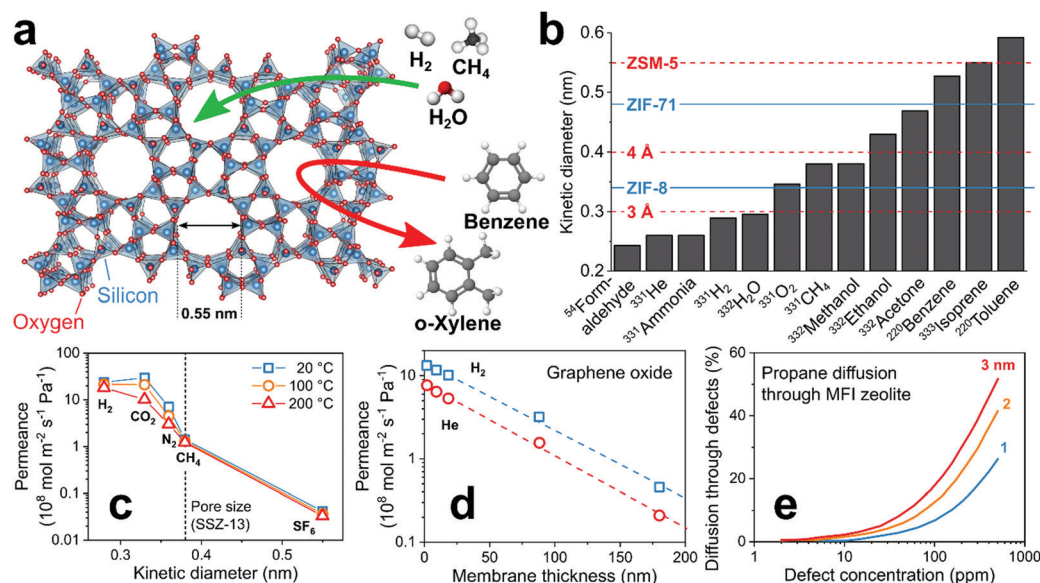 a
H2
CH4
H2O
Benzene
o-Xylene
Silicon
Oxygen
0.55 nm
b
Kinetic diameter (nm)
0.6
0.5
0.4
0.3
0.2
ZSM-5
ZIF-71
4 Å
ZIF-8
3 Å
54Form-
aldehyde
331He
331Ammonia
331H2
332H2O
331O2
331CH4
332Methanol
332Ethanol
332Acetone
220Benzene
333Isoprene
220Toluene
c
Permeance
(10⁸ mol m⁻² s⁻¹ Pa⁻¹)
100
10
1
0.1
0.01
20 °C
100 °C
200 °C
H2
CO2
N2
CH4
SF6
Pore size
(SSZ-13)
0.3
0.4
0.5
Kinetic diameter (nm)
d
Permeance
(10⁸ mol m⁻² s⁻¹ Pa⁻¹)
10
1
0.1
H2
Graphene oxide
He
0
50
100
150
200
Membrane thickness (nm)
e
Diffusion through defects (%)
60
40
20
0
Propane diffusion
through MFI zeolite
3 nm
2
1
1
10
100
1000
Defect concentration (ppm)